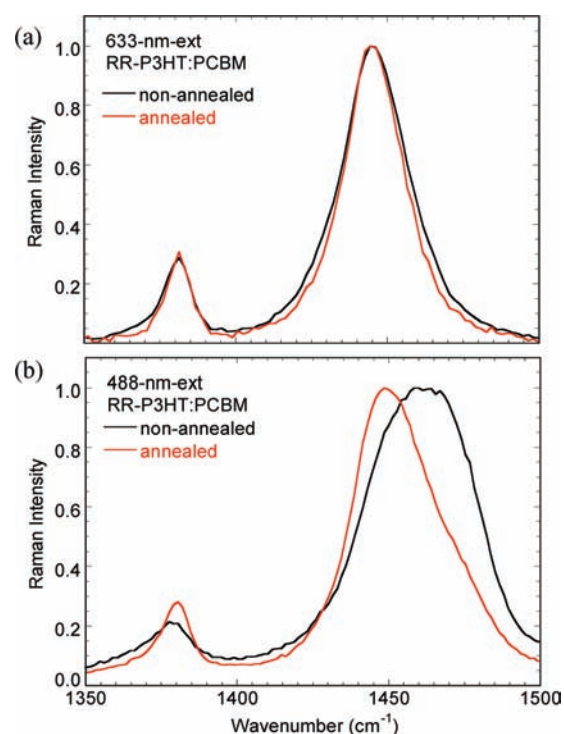 (a)
633-nm-ext
RR-P3HT:PCBM
non-annealed
annealed
1.0
0.8
0.6
0.4
0.2
Raman Intensity
(b)
488-nm-ext
RR-P3HT:PCBM
non-annealed
annealed
1.0
0.8
0.6
0.4
0.2
0.0
Raman Intensity
1350 1400 1450 1500
Wavenumber (cm⁻¹)